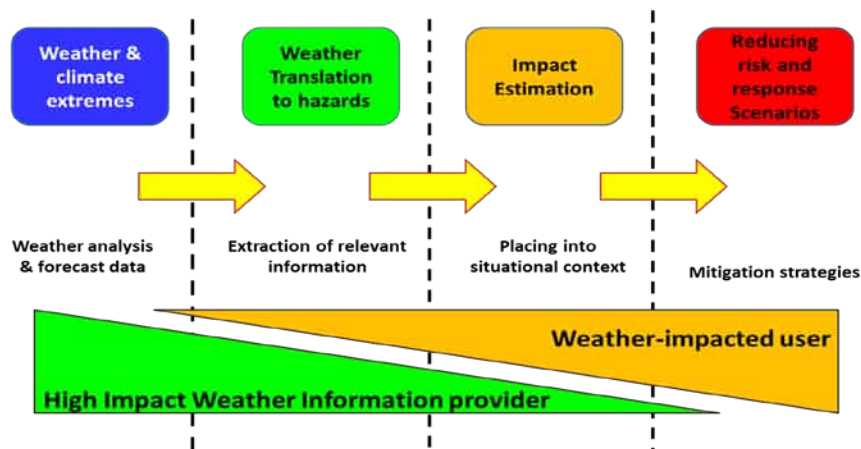 Weather &
climate
extremes
Weather
Translation
to hazards
Impact
Estimation
Reducing
risk and
response
Scenarios
Weather analysis
& forecast data
Extraction of relevant
information
Placing into
situational context
Mitigation strategies
Weather-impacted user
High Impact Weather Information provider